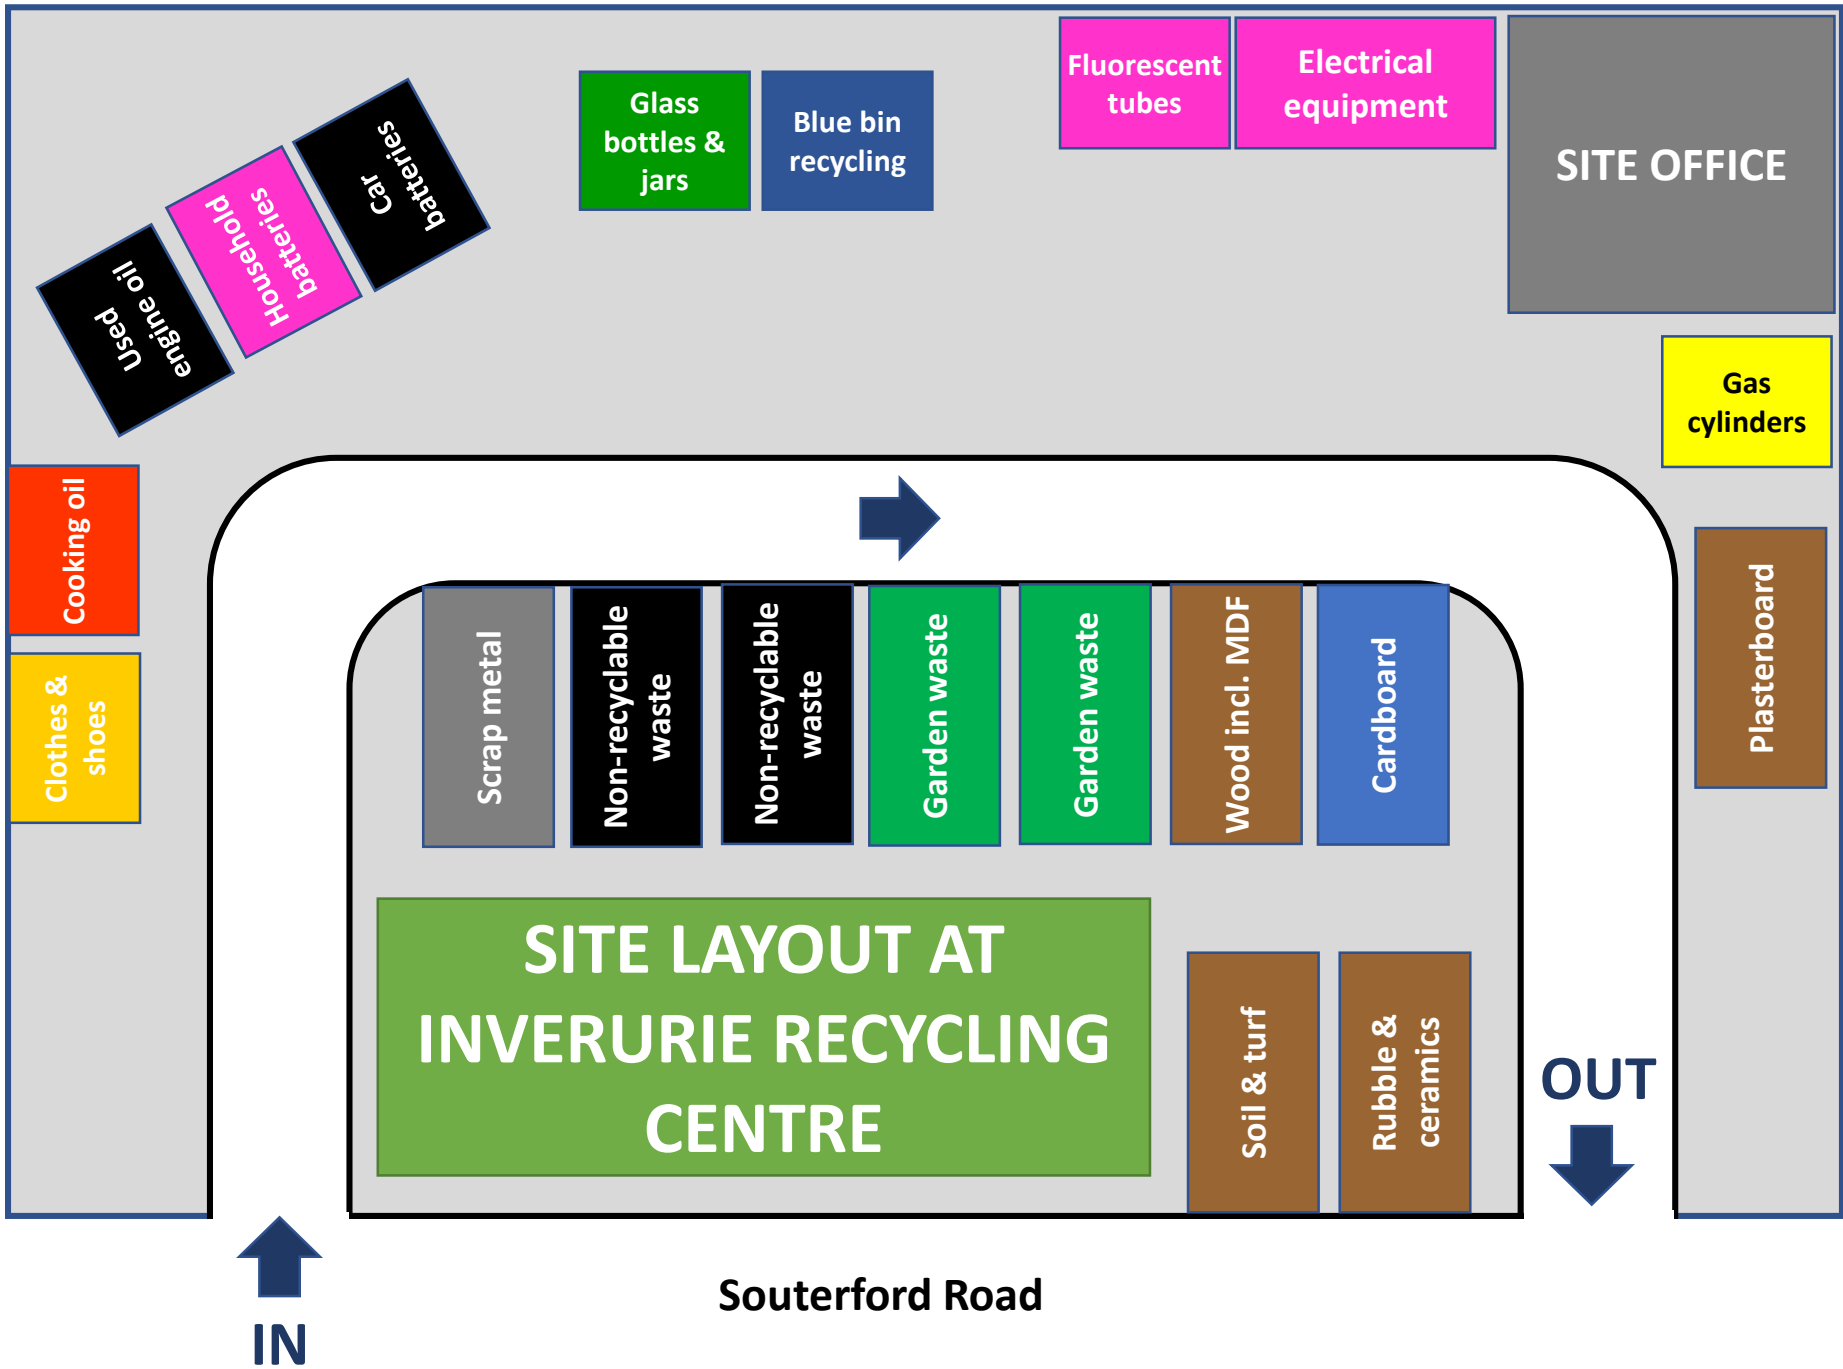 Fluorescent
tubes
Electrical
equipment
SITE OFFICE
Glass
bottles &
jars
Blue bin
recycling
Car
batteries
Household
batteries
Used
engine oil
Gas
cylinders
Cooking oil
Clothes &
shoes
Scrap metal
Non-recyclable
waste
Non-recyclable
waste
Garden waste
Garden waste
Wood incl. MDF
Cardboard
Plasterboard
SITE LAYOUT AT
INVERURIE RECYCLING
CENTRE
Soil & turf
Rubble &
ceramics
OUT
IN
Souterford Road